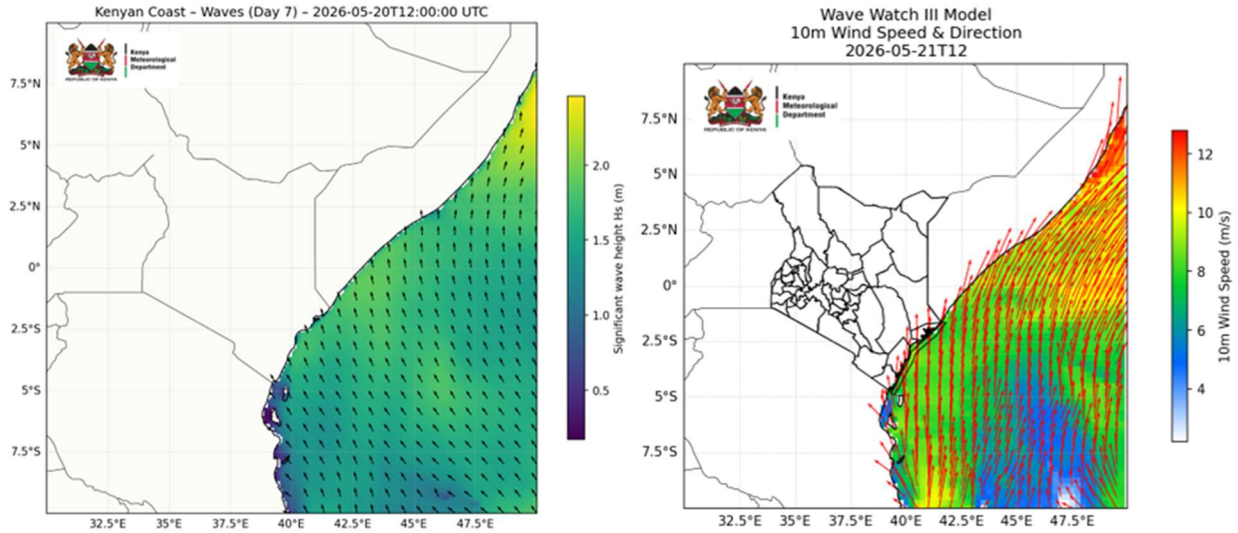 Kenyan Coast – Waves (Day 7) – 2026-05-20T12:00:00 UTC
Kenya
Meteorological
Department
REPUBLIC OF KENYA
7.5°N
5°N
2.5°N
0°
2.5°S
5°S
7.5°S
32.5°E 35°E 37.5°E 40°E 42.5°E 45°E 47.5°E
2.0
1.5
1.0
0.5
Significant wave height Hs (m)
Wave Watch III Model
10m Wind Speed & Direction
2026-05-21T12
Kenya
Meteorological
Department
REPUBLIC OF KENYA
7.5°N
5°N
2.5°N
0°
2.5°S
5°S
7.5°S
32.5°E 35°E 37.5°E 40°E 42.5°E 45°E 47.5°E
12
10
8
6
4
10m Wind Speed (m/s)